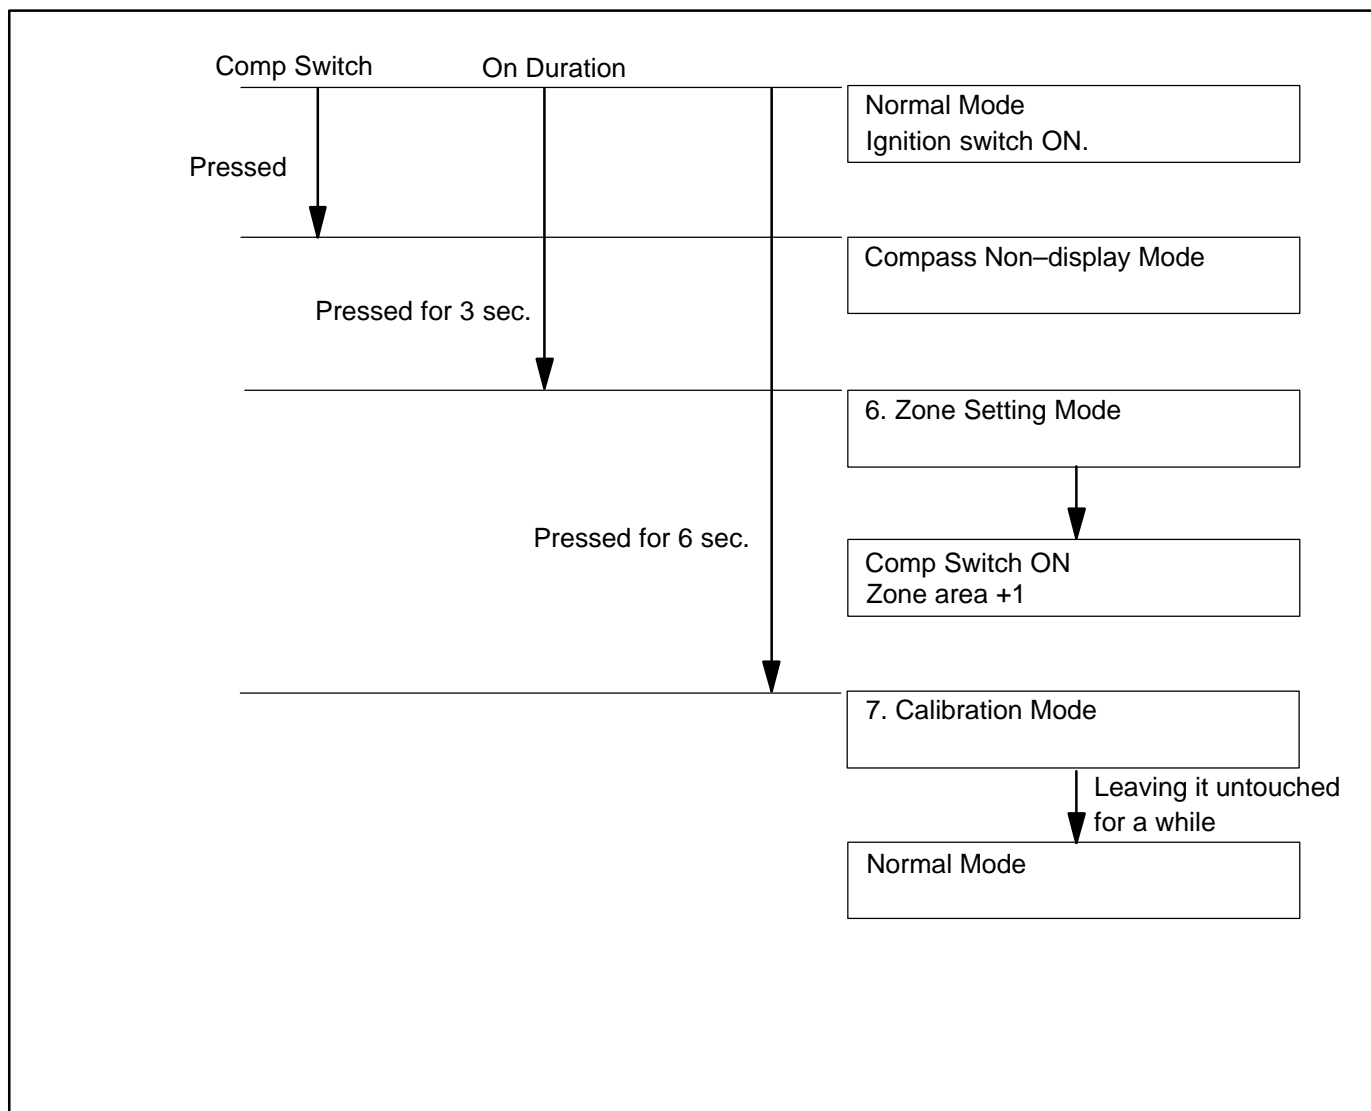 Comp Switch
On Duration
Normal Mode
Ignition switch ON.
Pressed
Compass Non–display Mode
Pressed for 3 sec.
6. Zone Setting Mode
Pressed for 6 sec.
Comp Switch ON
Zone area +1
7. Calibration Mode
Leaving it untouched
for a while
Normal Mode